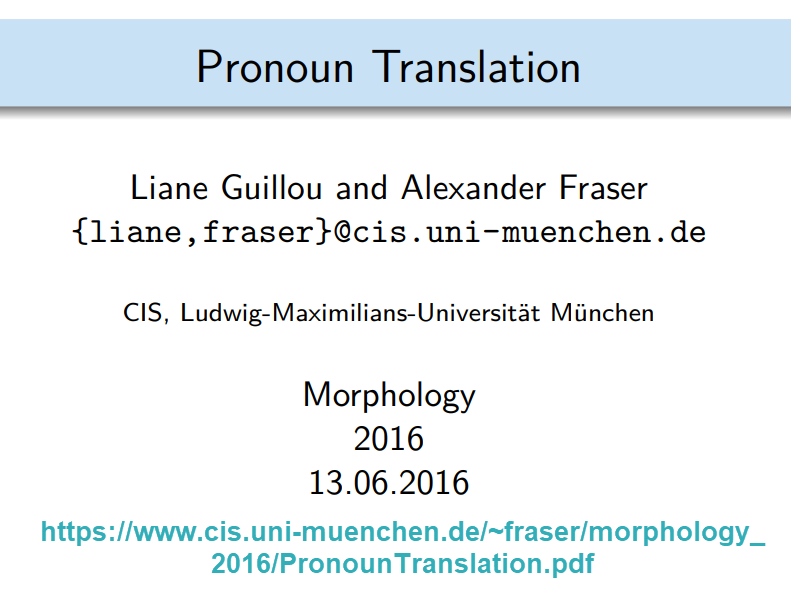 Pronoun Translation
Liane Guillou and Alexander Fraser
{liane,fraser}@cis.uni-muenchen.de
CIS, Ludwig-Maximilians-Universität München
Morphology
2016
13.06.2016
https://www.cis.uni-muenchen.de/~fraser/morphology_
2016/PronounTranslation.pdf